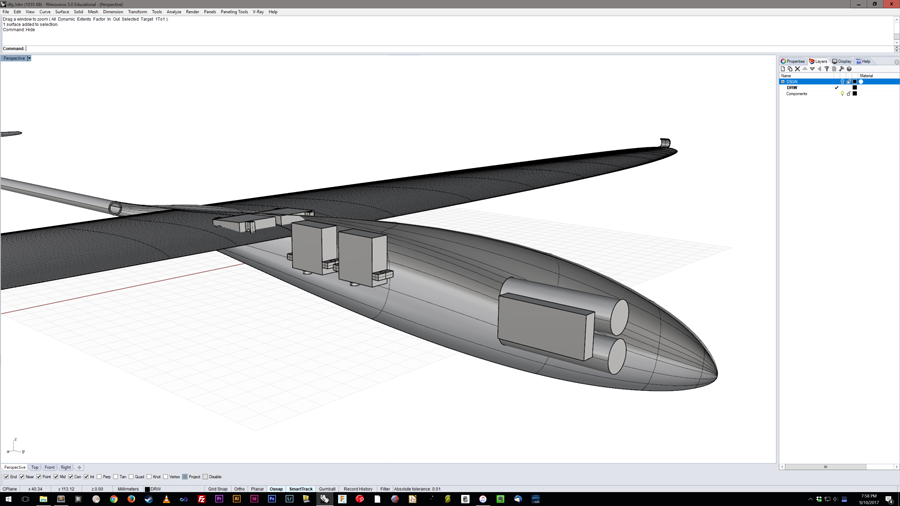 dlg_hdm (1035 KB) - Rhinoceros 5.0 Educational - [Perspective]
File Edit View Curve Surface Solid Mesh Dimension Transform Tools Analyze Render Panels Paneling Tools V-Ray Help
Drag a window to zoom ( All Dynamic Extents Factor In Out Selected Target 1To1 )
1 surface added to selection.
Command: Hide
Command:
Perspective
Properties Layers Display Help
Name Material
DRW
Components
z
y
Perspective Top Front Right
End Near Point Mid Cen Int Perp Tan Quad Knot Vertex Project Disable
CPlane x 40.34 y 113.12 z 0.00 Millimeters DRW Grid Snap Ortho Planar Osnap SmartTrack Gumball Record History Filter Absolute tolerance: 0.01
7:58 PM
9/10/2017